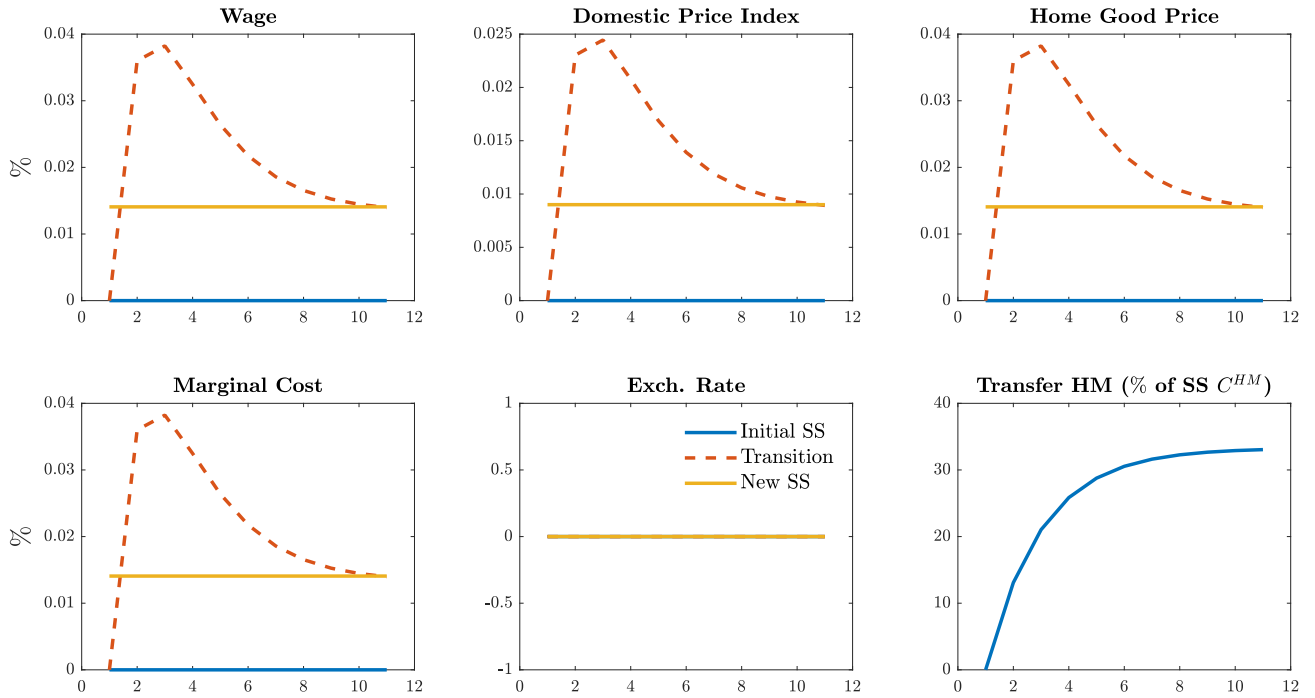 Wage
0.04
0.03
0.02
0.01
0
%
0 2 4 6 8 10 12
Domestic Price Index
0.025
0.02
0.015
0.01
0.005
0
0 2 4 6 8 10 12
Home Good Price
0.04
0.03
0.02
0.01
0
0 2 4 6 8 10 12
Marginal Cost
0.04
0.03
0.02
0.01
0
%
0 2 4 6 8 10 12
Exch. Rate
1
0.5
0
-0.5
-1
Initial SS
Transition
New SS
0 2 4 6 8 10 12
Transfer HM (% of SS C^{HM})
40
30
20
10
0
0 2 4 6 8 10 12